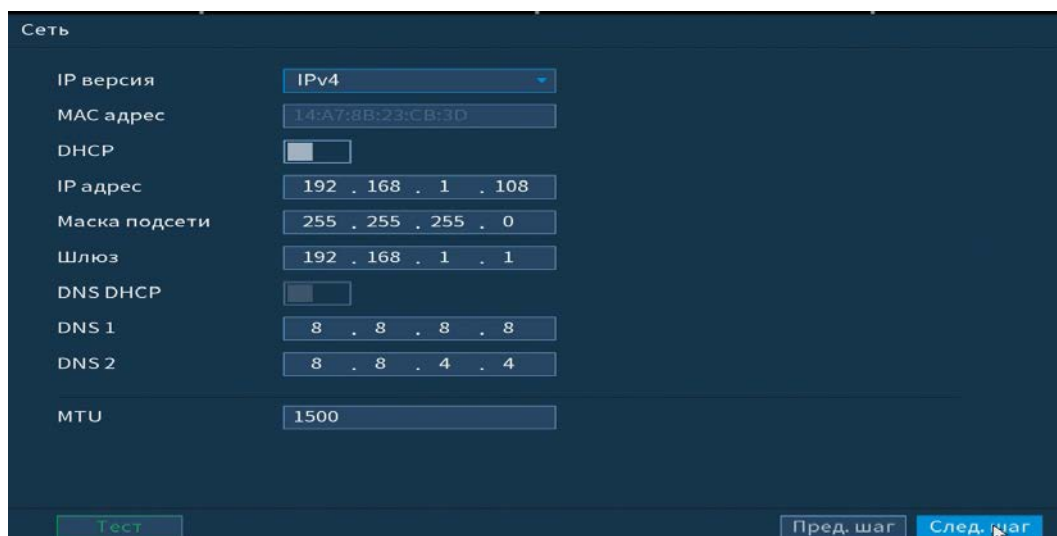 Сеть
IP версия IPv4
MAC адрес 14:A7:8B:23:CB:3D
DHCP
IP адрес 192 . 168 . 1 . 108
Маска подсети 255 . 255 . 255 . 0
Шлюз 192 . 168 . 1 . 1
DNS DHCP
DNS 1 8 . 8 . 8 . 8
DNS 2 8 . 8 . 4 . 4
MTU 1500
Тест Пред. шаг След. шаг